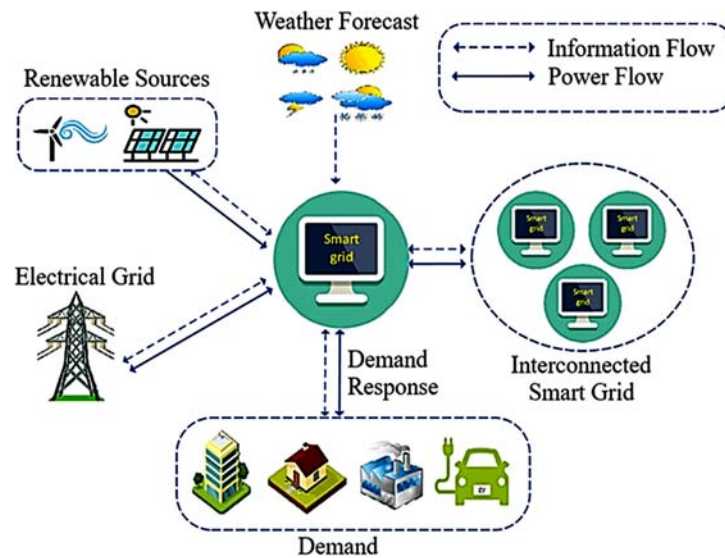 Weather Forecast
Information Flow
Power Flow
Renewable Sources
Smart
grid
Smart
grid
Smart
grid
Smart
grid
Electrical Grid
Interconnected
Smart Grid
Demand
Response
EV
Demand